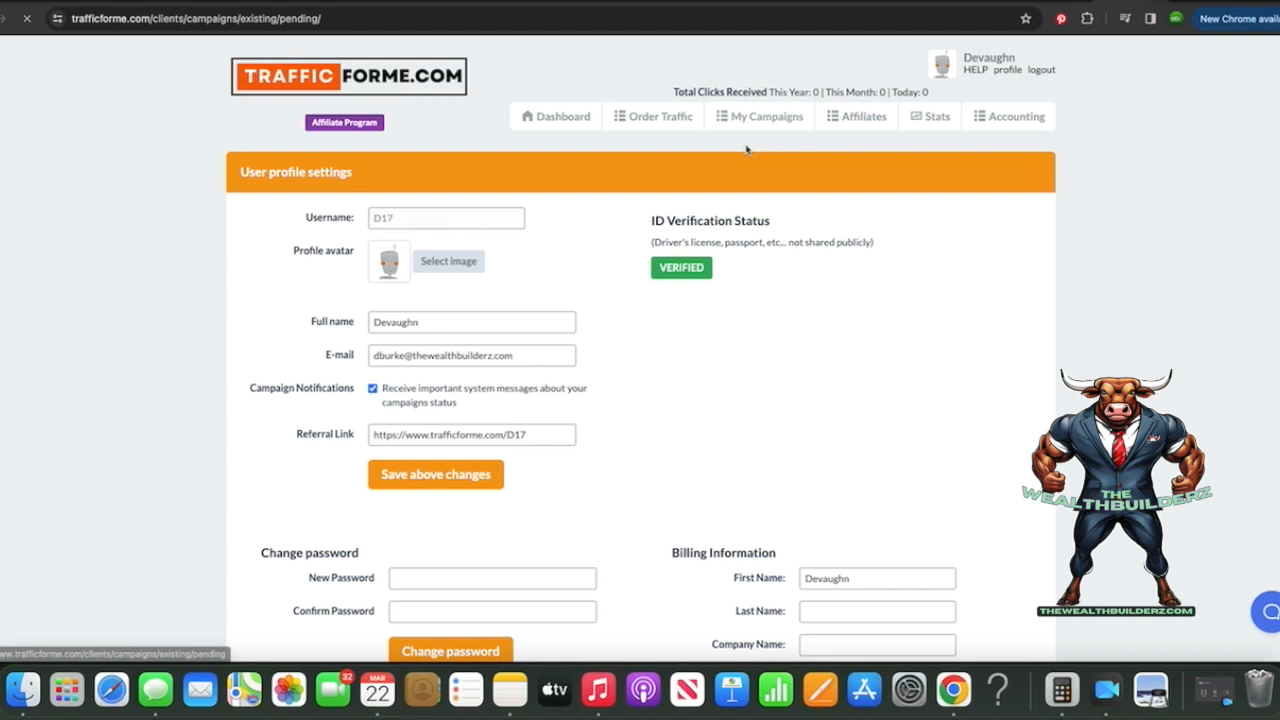 trafficforme.com/clients/campaigns/existing/pending/
New Chrome availa
TRAFFICFORME.COM
Devaughn
HELP profile logout
Total Clicks Received This Year: 0 | This Month: 0 | Today: 0
Affiliate Program
Dashboard
Order Traffic
My Campaigns
Affiliates
Stats
Accounting
User profile settings
Username:
D17
Profile avatar
Select image
ID Verification Status
(Driver's license, passport, etc... not shared publicly)
VERIFIED
Full name
Devaughn
E-mail
dburke@thewealthbuilderz.com
Campaign Notifications
Receive important system messages about your
campaigns status
Referral Link
https://www.trafficforme.com/D17
Save above changes
THE
WEALTHBUILDERZ
THEWEALTHBUILDERZ.COM
Change password
New Password
Confirm Password
Change password
Billing Information
First Name:
Devaughn
Last Name:
Company Name:
www.trafficforme.com/clients/campaigns/existing/pending
32
MAR
22
tv